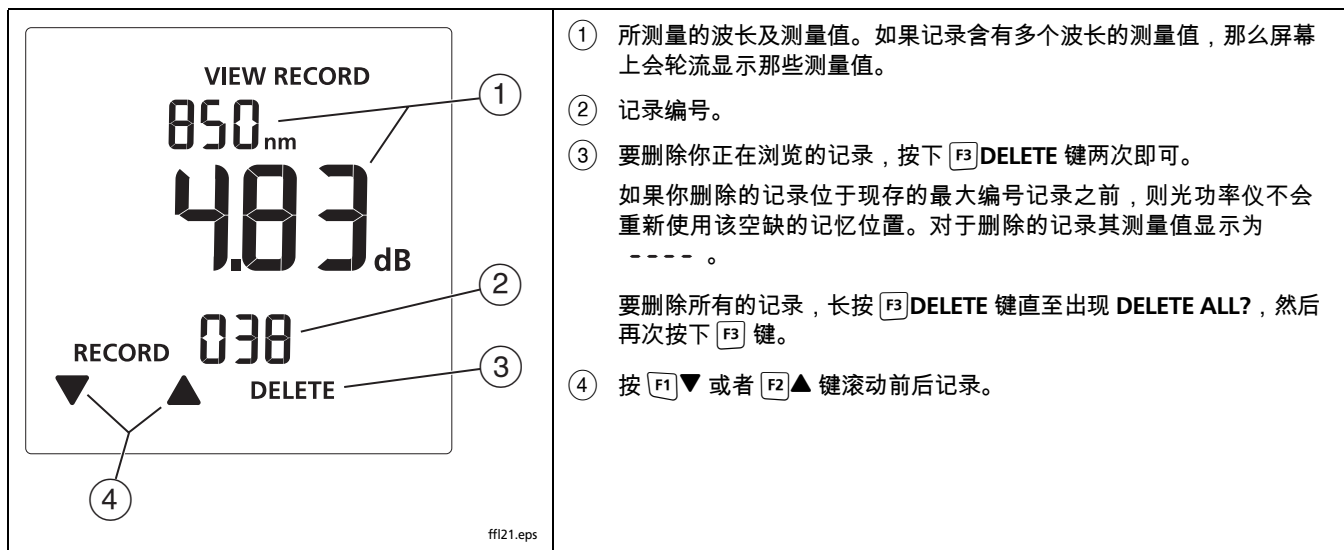 VIEW RECORD
850 nm
4.83 dB
RECORD 038
▼ ▲ DELETE
1
2
3
4
ffl21.eps
① 所测量的波长及测量值。如果记录含有多个波长的测量值，那么屏幕
上会轮流显示那些测量值。
② 记录编号。
③ 要删除你正在浏览的记录，按下 F3 DELETE 键两次即可。
如果你删除的记录位于现存的最大编号记录之前，则光功率仪不会
重新使用该空缺的记忆位置。对于删除的记录其测量值显示为
---- 。
要删除所有的记录，长按 F3 DELETE 键直至出现 DELETE ALL?，然后
再次按下 F3 键。
④ 按 F1 ▼ 或者 F2 ▲ 键滚动前后记录。